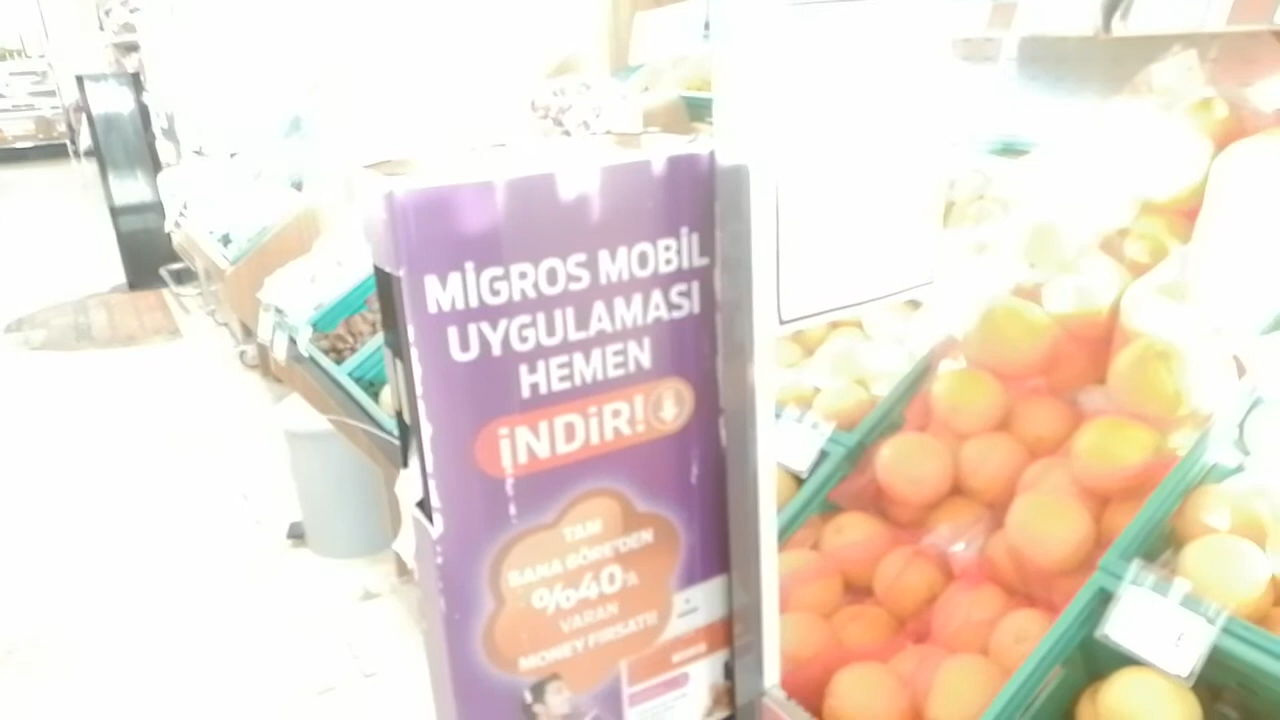 MİGROS MOBİL
UYGULAMASI
HEMEN
İNDİR!
TAM
BANA GÖRE'DEN
%40'A
VARAN
MONEY FIRSATI!